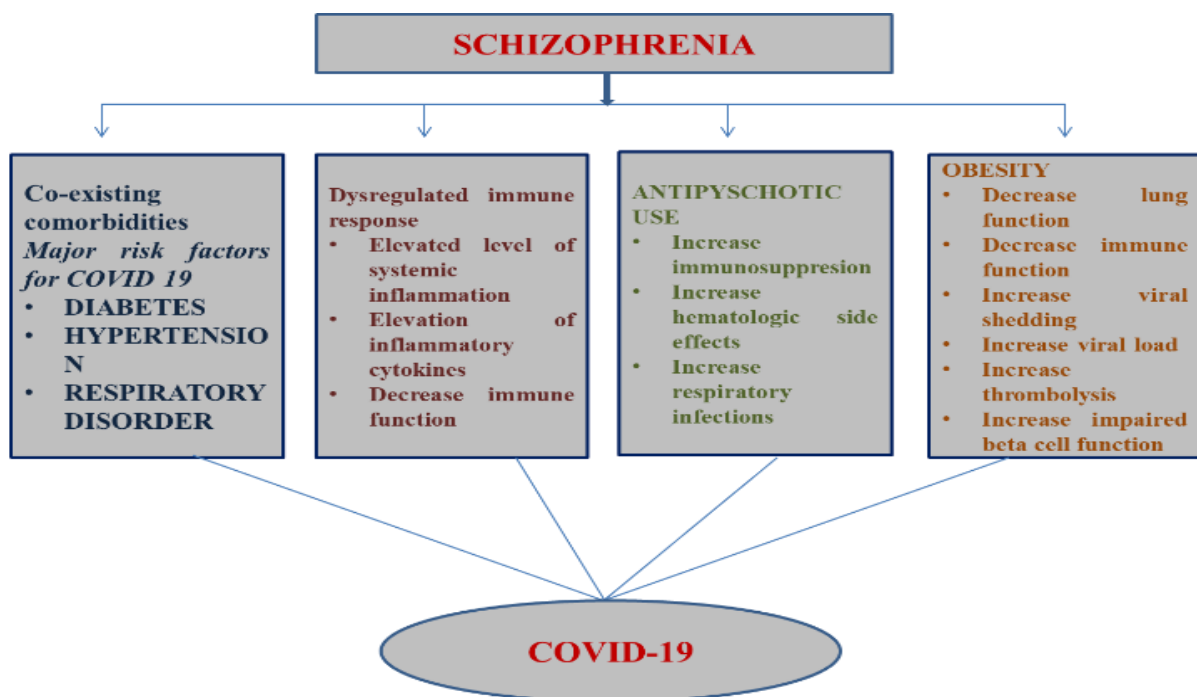 SCHIZOPHRENIA
Co-existing
comorbidities
Major risk factors
for COVID 19
• DIABETES
• HYPERTENSIO
N
• RESPIRATORY
DISORDER
Dysregulated immune
response
• Elevated level of
systemic
inflammation
• Elevation of
inflammatory
cytokines
• Decrease immune
function
ANTIPYSCHOTIC
USE
• Increase
immunosuppresion
• Increase
hematologic side
effects
• Increase
respiratory
infections
OBESITY
• Decrease lung
function
• Decrease immune
function
• Increase viral
shedding
• Increase viral load
• Increase
thrombolysis
• Increase impaired
beta cell function
COVID-19